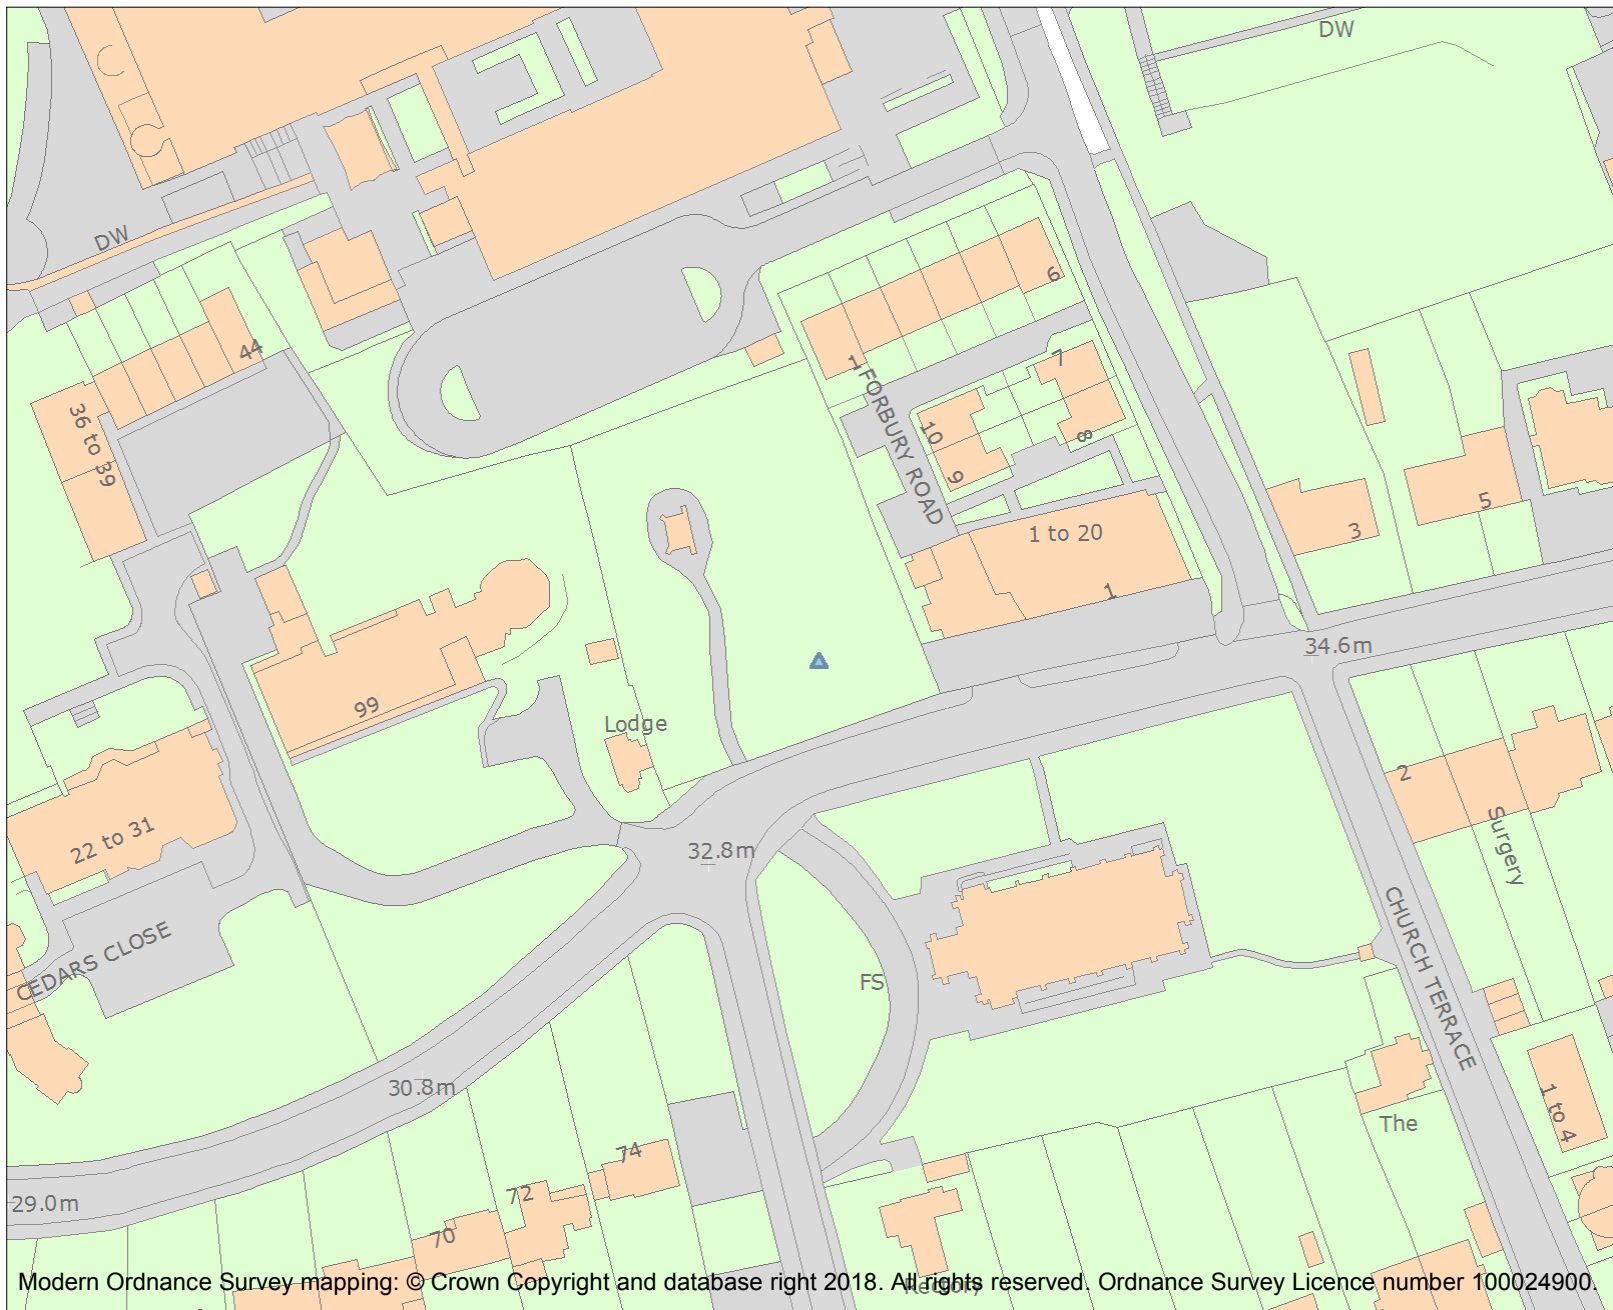 DW
DW
44
36 to 39
6
1
FORBURY ROAD
7
8
10
9
1 to 20
1
5
3
34.6m
99
Lodge
2
Surgery
22 to 31
32.8m
CEDARS CLOSE
FS
CHURCH TERRACE
30.8m
The
1 to 4
74
72
70
29.0m
Rectory
Modern Ordnance Survey mapping: © Crown Copyright and database right 2018. All rights reserved. Ordnance Survey Licence number 100024900.